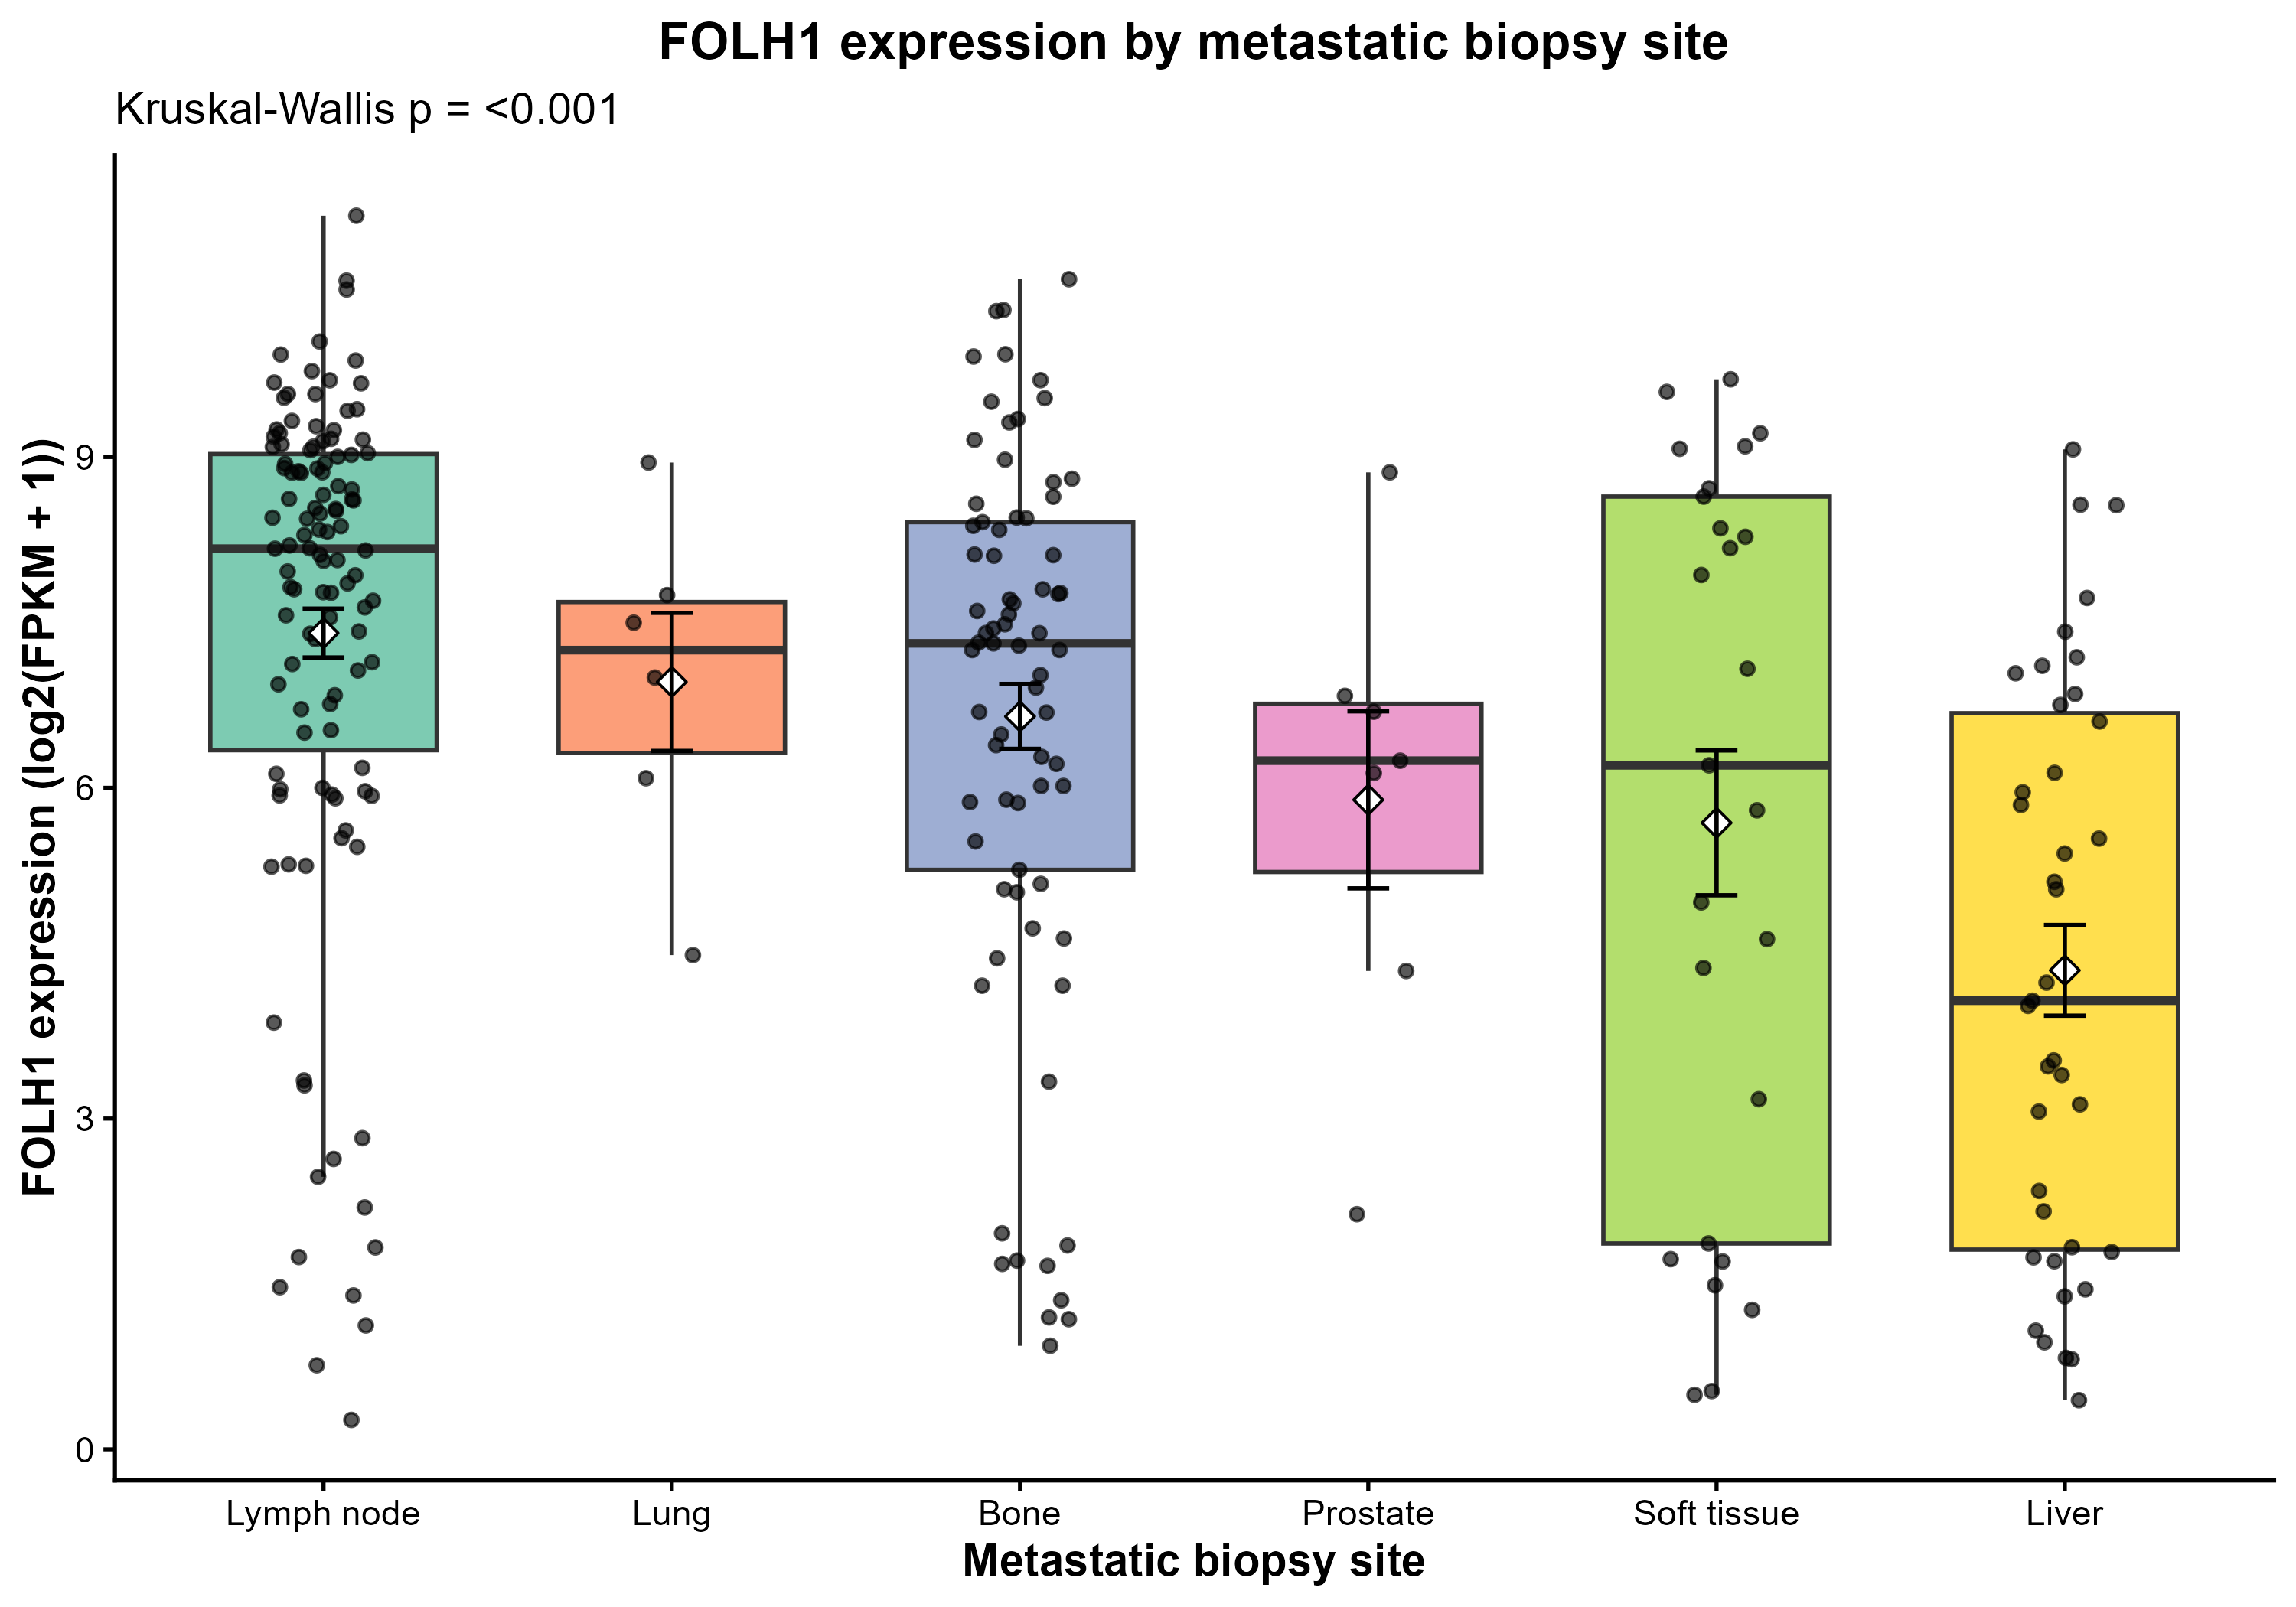 FOLH1 expression by metastatic biopsy site
Kruskal-Wallis p = <0.001
FOLH1 expression (log2(FPKM + 1))
9
6
3
0
Lymph node
Lung
Bone
Prostate
Soft tissue
Liver
Metastatic biopsy site